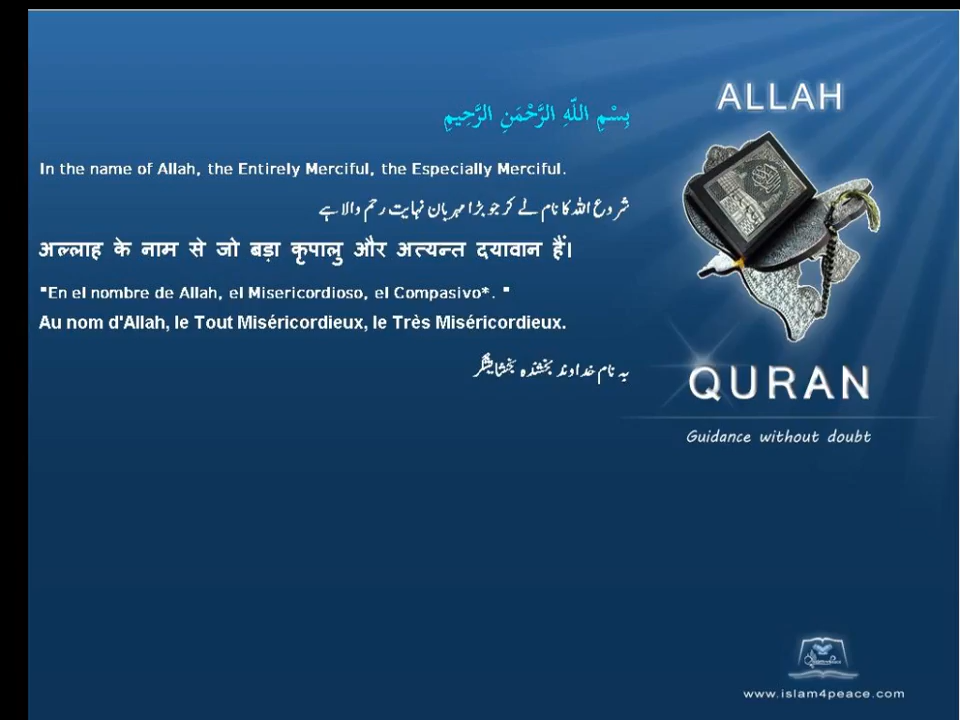 بِسْمِ اللَّهِ الرَّحْمَنِ الرَّحِيمِ
In the name of Allah, the Entirely Merciful, the Especially Merciful.
شروع اللہ کا نام لے کر جو بڑا مہربان نہایت رحم والا ہے
अल्लाह के नाम से जो बड़ा कृपालु और अत्यन्त दयावान हैं।
"En el nombre de Allah, el Misericordioso, el Compasivo*. "
Au nom d'Allah, le Tout Miséricordieux, le Très Miséricordieux.
به نام خداوند بخشنده بخشایشگر
ALLAH
QURAN
Guidance without doubt
www.islam4peace.com